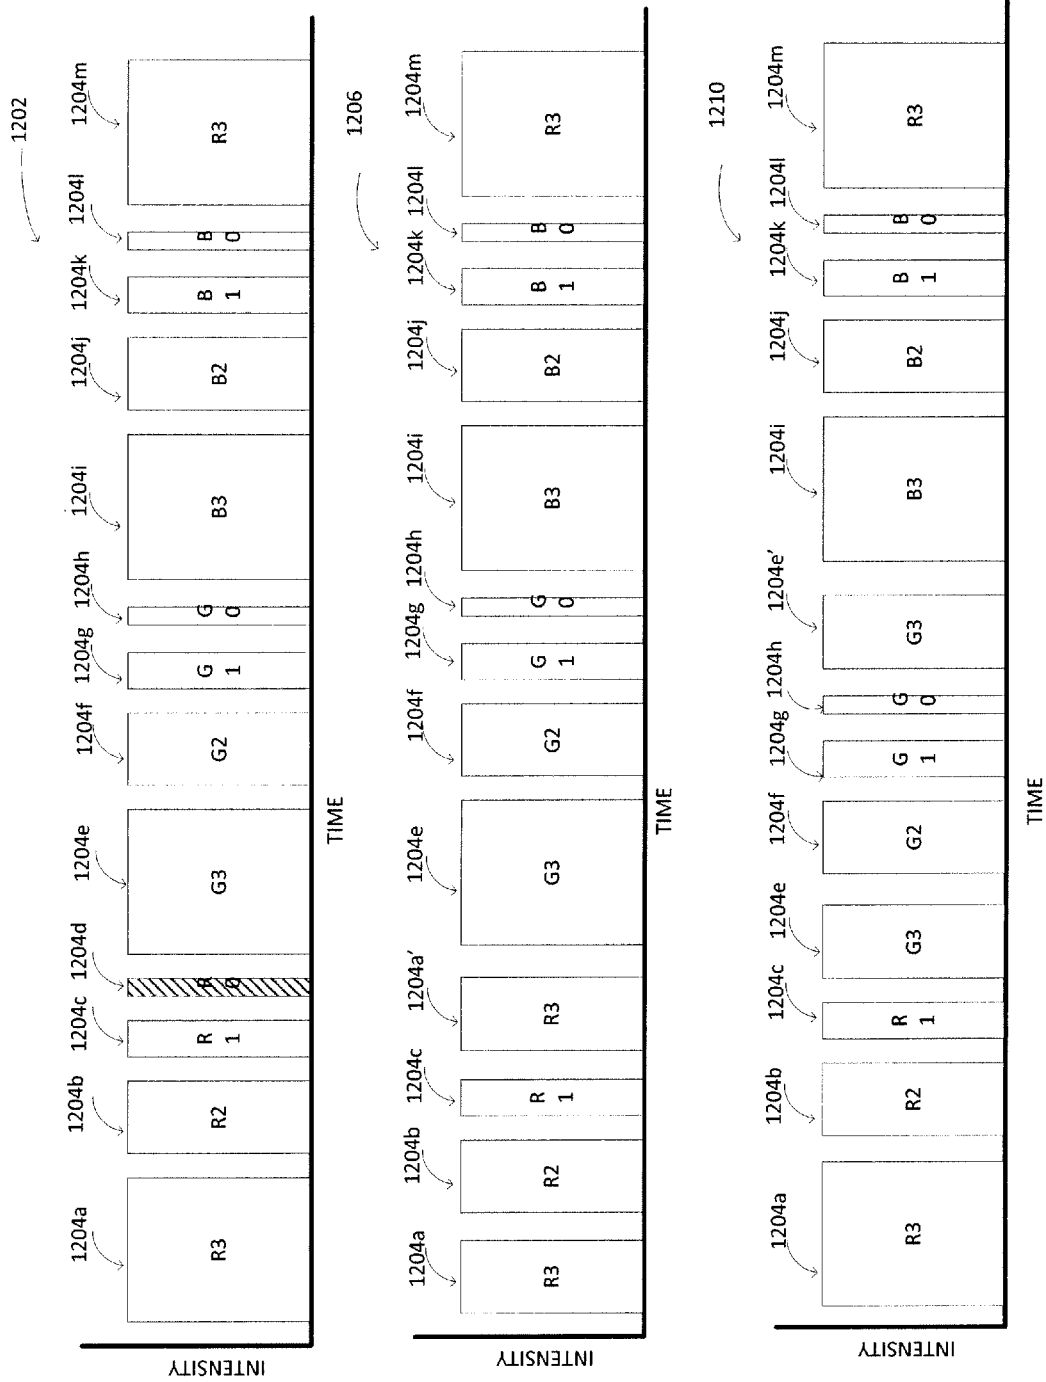 1202
1204a
1204b
1204c
1204d
1204e
1204f
1204g
1204h
1204i
1204j
1204k
1204l
1204m
INTENSITY
R3
R2
R
1
R
0
G3
G2
G
1
G
0
B3
B2
B
1
B
0
R3
TIME
1206
1204a
1204b
1204c
1204a'
1204e
1204f
1204g
1204h
1204i
1204j
1204k
1204l
1204m
INTENSITY
R3
R2
R
1
R3
G3
G2
G
1
G
0
B3
B2
B
1
B
0
R3
TIME
1210
1204a
1204b
1204c
1204e
1204f
1204g
1204h
1204e'
1204i
1204j
1204k
1204l
1204m
INTENSITY
R3
R2
R
1
G3
G2
G
1
G
0
G3
B3
B2
B
1
B
0
R3
TIME